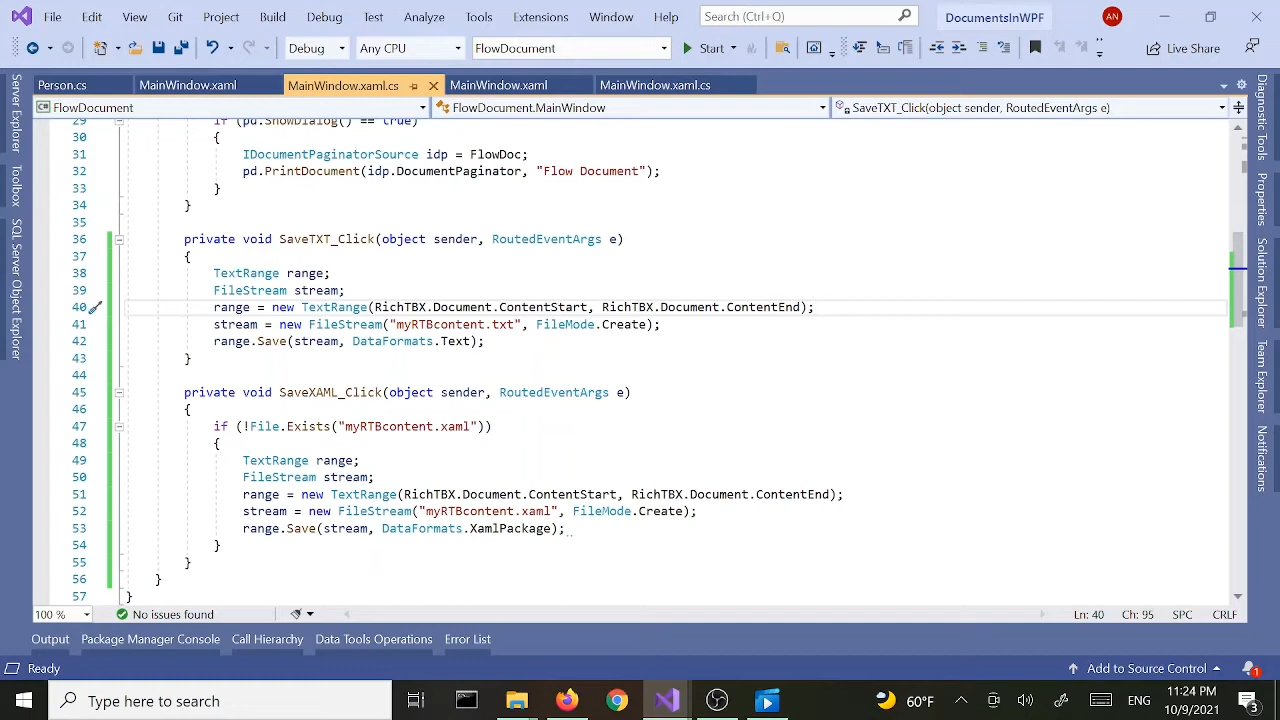 File Edit View Git Project Build Debug Test Analyze Tools Extensions Window Help Search (Ctrl+Q) DocumentsInWPF AN
Debug Any CPU FlowDocument Start Live Share
Person.cs MainWindow.xaml MainWindow.xaml.cs MainWindow.xaml MainWindow.xaml.cs
FlowDocument FlowDocument.MainWindow SaveTXT_Click(object sender, RoutedEventArgs e)
29 if (pd.ShowDialog() == true)
30 {
31 IDocumentPaginatorSource idp = FlowDoc;
32 pd.PrintDocument(idp.DocumentPaginator, "Flow Document");
33 }
34 }
35
36 private void SaveTXT_Click(object sender, RoutedEventArgs e)
37 {
38 TextRange range;
39 FileStream stream;
40 range = new TextRange(RichTBX.Document.ContentStart, RichTBX.Document.ContentEnd);
41 stream = new FileStream("myRTBcontent.txt", FileMode.Create);
42 range.Save(stream, DataFormats.Text);
43 }
44
45 private void SaveXAML_Click(object sender, RoutedEventArgs e)
46 {
47 if (!File.Exists("myRTBcontent.xaml"))
48 {
49 TextRange range;
50 FileStream stream;
51 range = new TextRange(RichTBX.Document.ContentStart, RichTBX.Document.ContentEnd);
52 stream = new FileStream("myRTBcontent.xaml", FileMode.Create);
53 range.Save(stream, DataFormats.XamlPackage);
54 }
55 }
56 }
57 }
Server Explorer
Toolbox
SQL Server Object Explorer
Diagnostic Tools
Properties
Solution Explorer
Team Explorer
Notifications
100 % No issues found Ln: 40 Ch: 95 SPC CRLF
Output Package Manager Console Call Hierarchy Data Tools Operations Error List
Ready Add to Source Control 1
Type here to search 60°F ENG 11:24 PM
10/9/2021 3